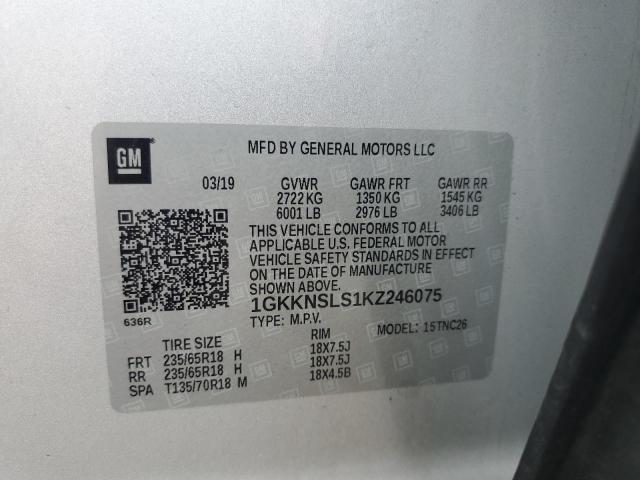 GM
MFD BY GENERAL MOTORS LLC
03/19 GVWR GAWR FRT GAWR RR
2722 KG 1350 KG 1545 KG
6001 LB 2976 LB 3406 LB
THIS VEHICLE CONFORMS TO ALL
APPLICABLE U.S. FEDERAL MOTOR
VEHICLE SAFETY STANDARDS IN EFFECT
ON THE DATE OF MANUFACTURE
SHOWN ABOVE.
1GKKNSLS1KZ246075
636R
TYPE: M.P.V. MODEL: 15TNC26
TIRE SIZE RIM
FRT 235/65R18 H 18X7.5J
RR 235/65R18 H 18X7.5J
SPA T135/70R18 M 18X4.5B